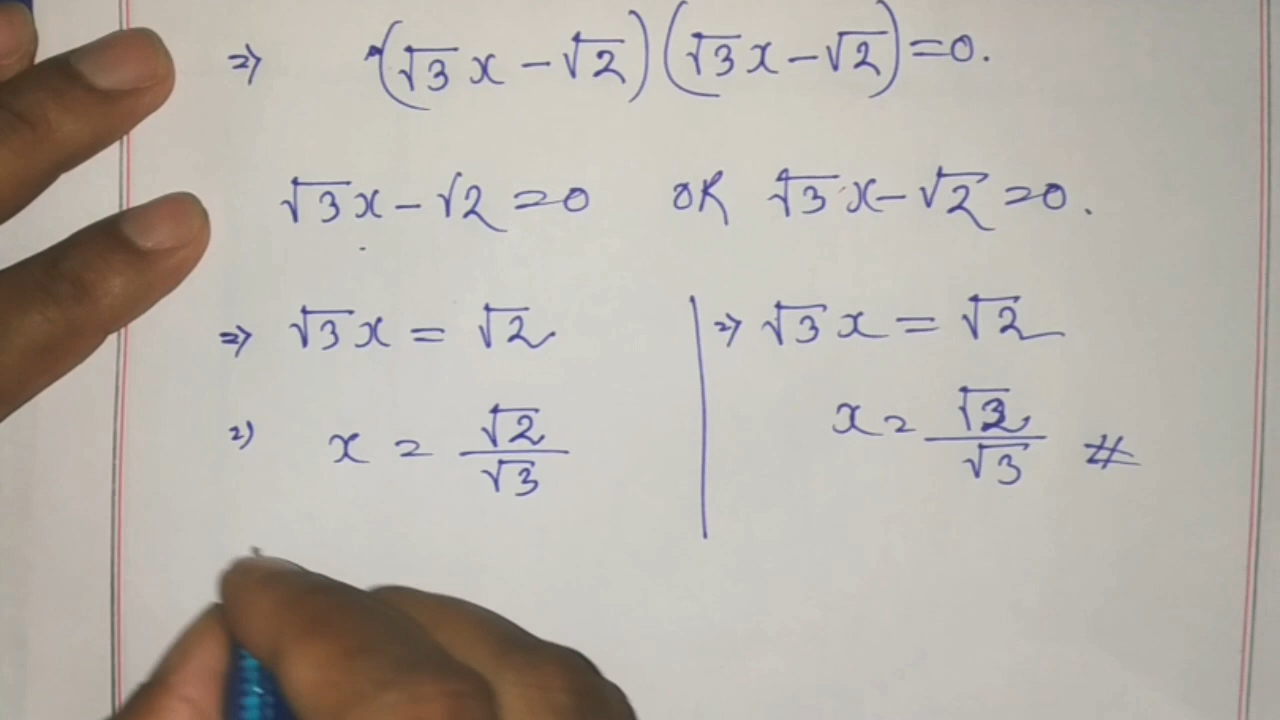 ⇒ (√3x - √2)(√3x - √2) = 0.
√3x - √2 = 0 OR √3x - √2 = 0.
⇒ √3x = √2 ⇒ √3x = √2
⇒ x = √2/√3 x = √2/√3 #